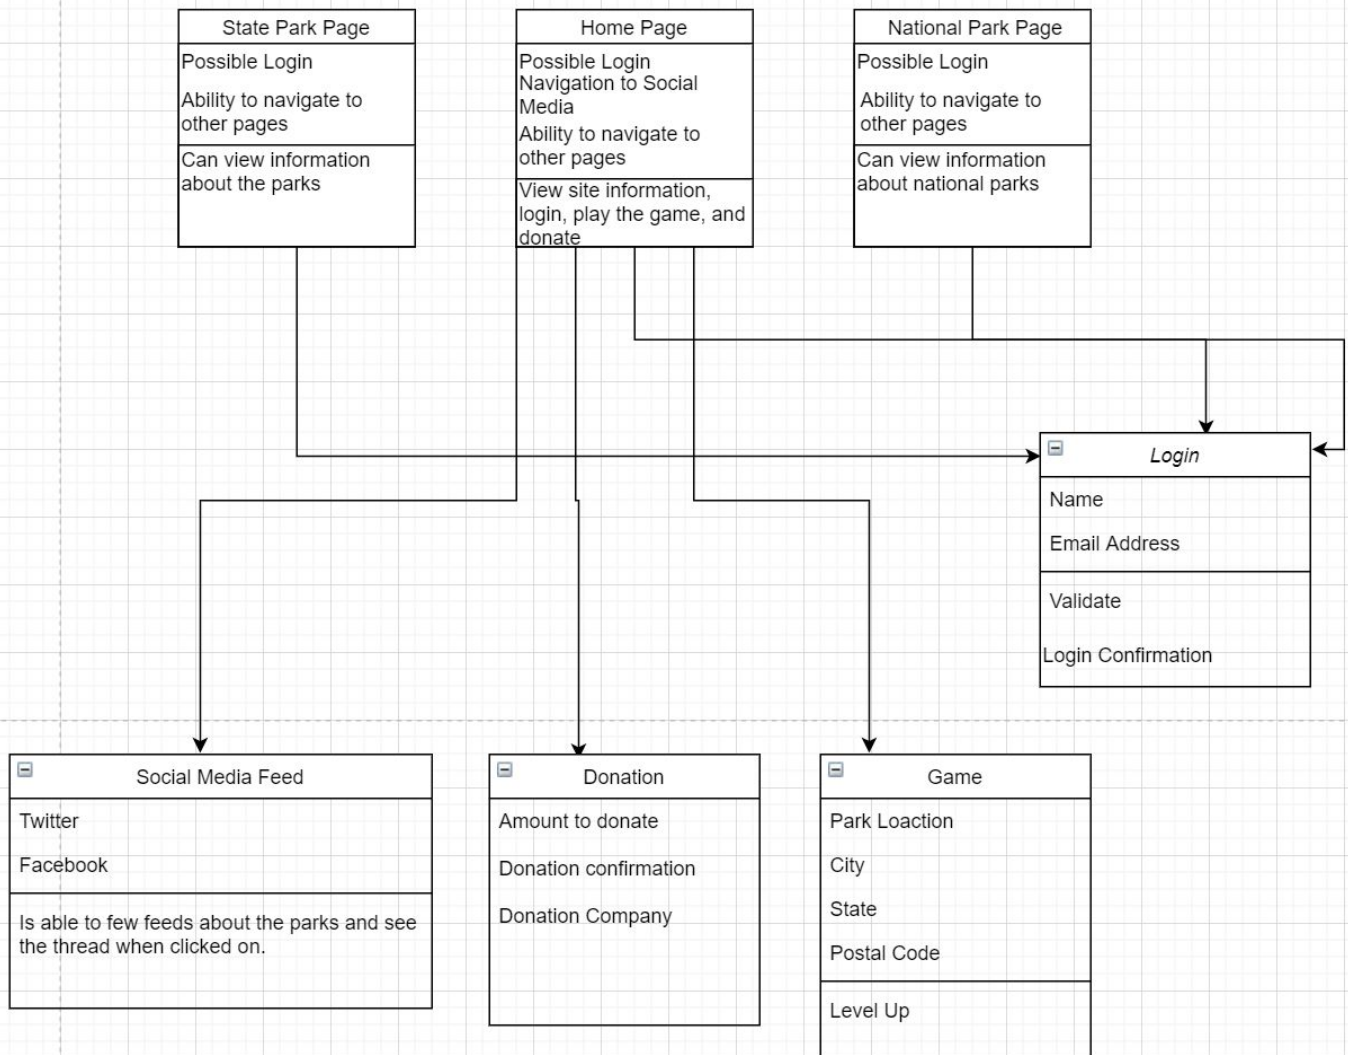 State Park Page
Possible Login
Ability to navigate to
other pages
Can view information
about the parks
Home Page
Possible Login
Navigation to Social
Media
Ability to navigate to
other pages
View site information,
login, play the game, and
donate
National Park Page
Possible Login
Ability to navigate to
other pages
Can view information
about national parks
Login
Name
Email Address
Validate
Login Confirmation
Social Media Feed
Twitter
Facebook
Is able to few feeds about the parks and see
the thread when clicked on.
Donation
Amount to donate
Donation confirmation
Donation Company
Game
Park Loaction
City
State
Postal Code
Level Up